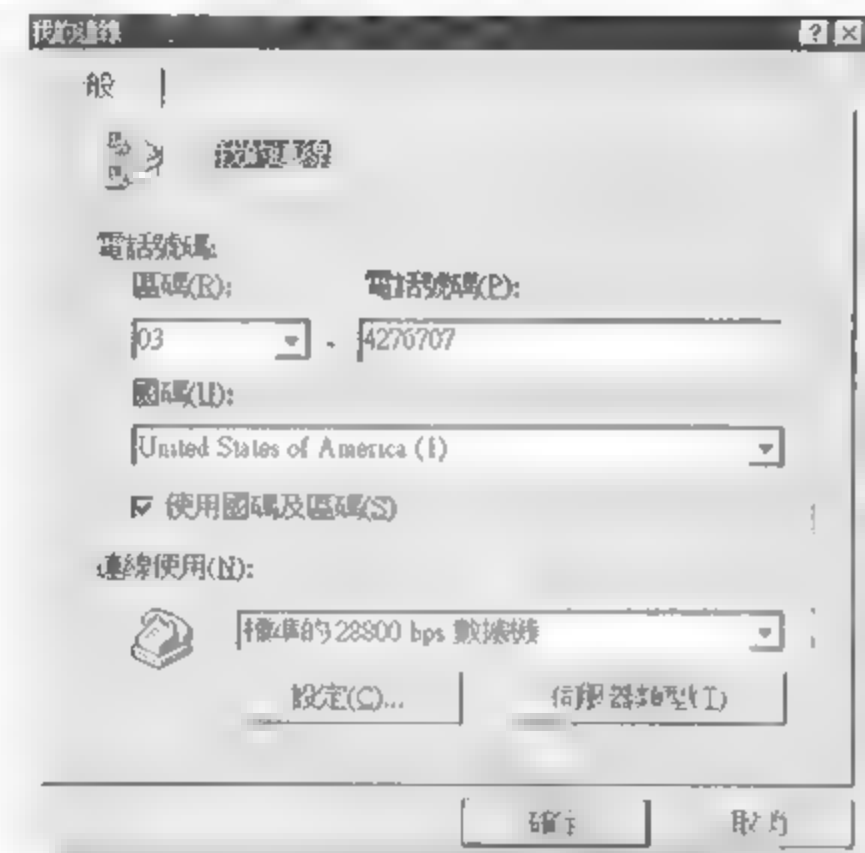 我的連線
一般
我的連線
電話號碼:
區碼(R): 電話號碼(P):
03 - 4276707
國碼(U):
United States of America (1)
使用國碼及區碼(S)
連線使用(N):
標準的 28800 bps 數據機
設定(C)... 伺服器類型(T)
確定 取消